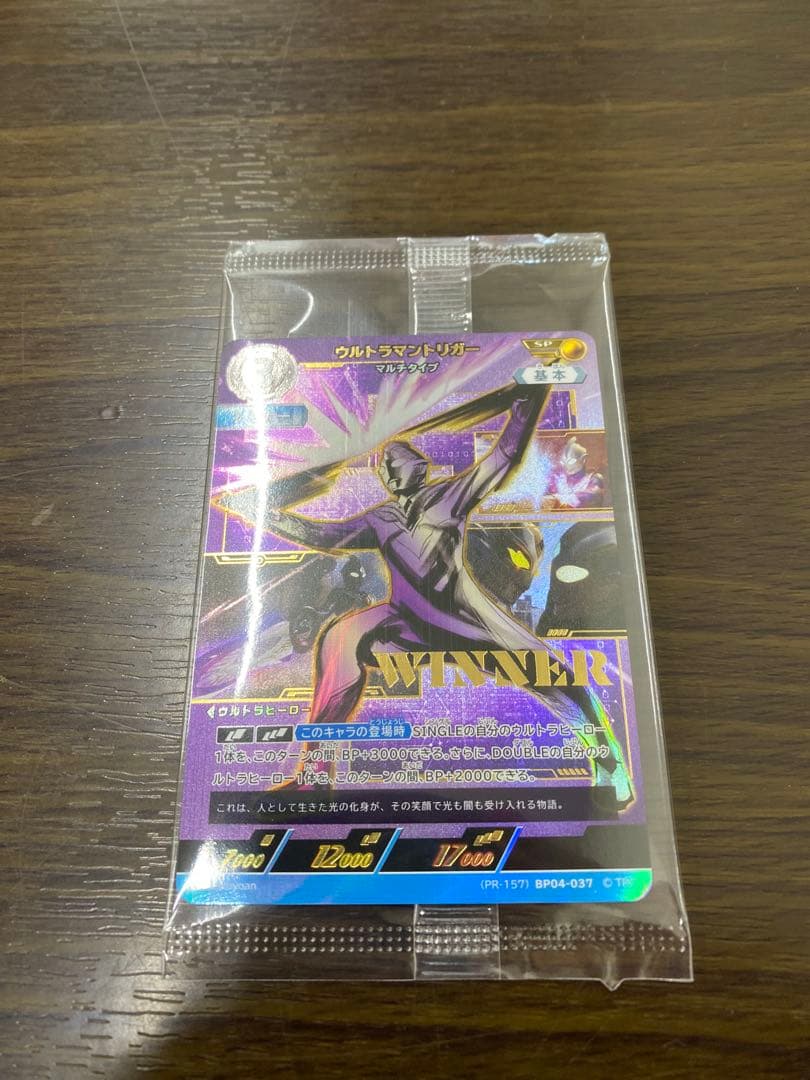 ウルトラマントリガー
マルチタイプ
SP
きほん
基本
010100
WINNER
ウルトラヒーロー
このキャラの登場時 SINGLEの自分のウルトラヒーロー
1体を、このターンの間、BP+3000できる。さらに、DOUBLEの自分のウ
ルトラヒーロー1体を、このターンの間、BP+2000できる。
これは、人として生きた光の化身が、その笑顔で光も闇も受け入れる物語。
7000 12000 17000
(PR-157) BP04-037